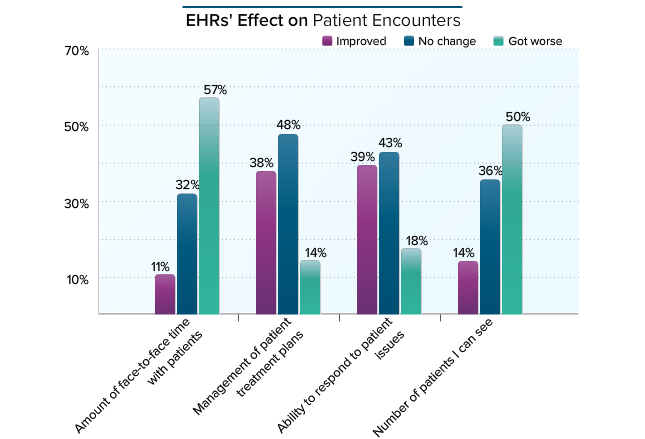 EHRs' Effect on Patient Encounters
Improved No change Got worse
70%
50%
30%
10%
11%
32%
57%
38%
48%
14%
39%
43%
18%
14%
36%
50%
Amount of face-to-face time
with patients
Management of patient
treatment plans
Ability to respond to patient
issues
Number of patients I can see